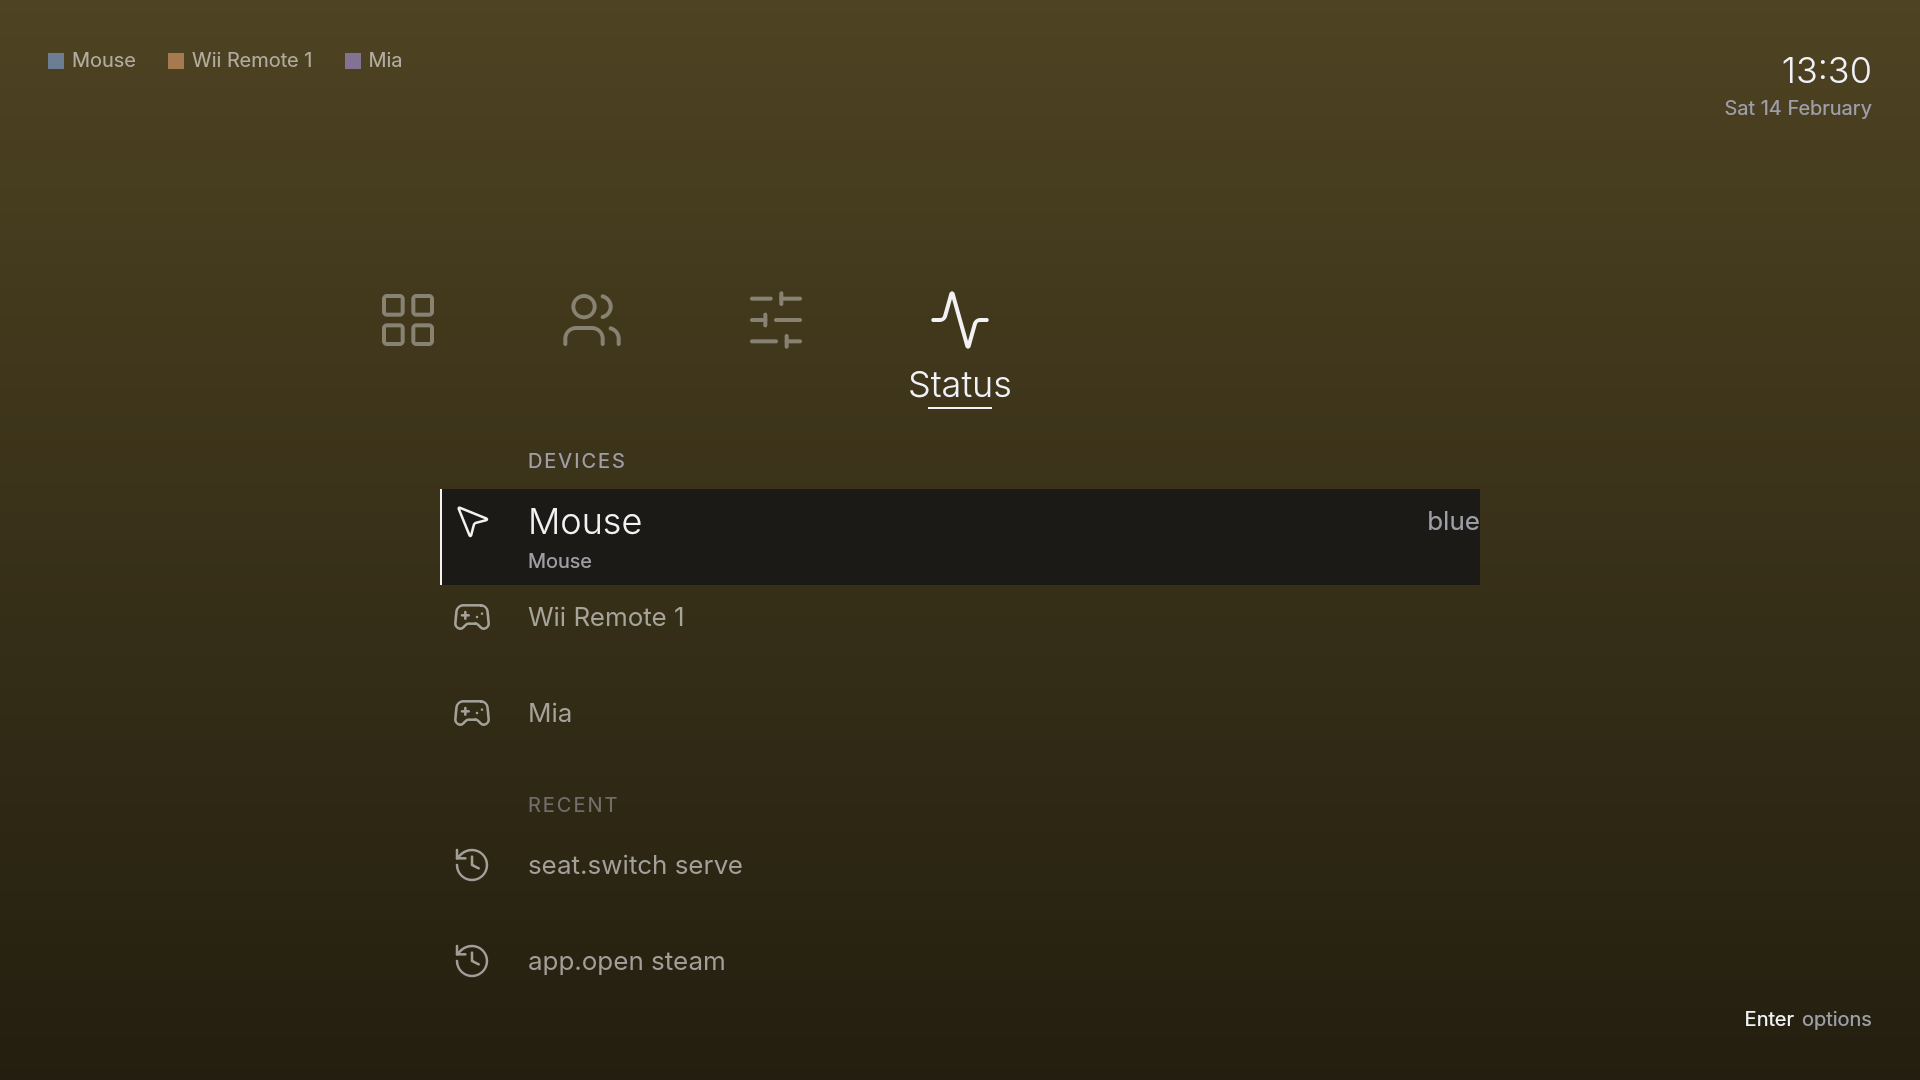 Mouse Wii Remote 1 Mia
13:30
Sat 14 February
Status
DEVICES
Mouse blue
Mouse
Wii Remote 1
Mia
RECENT
seat.switch serve
app.open steam
Enter options